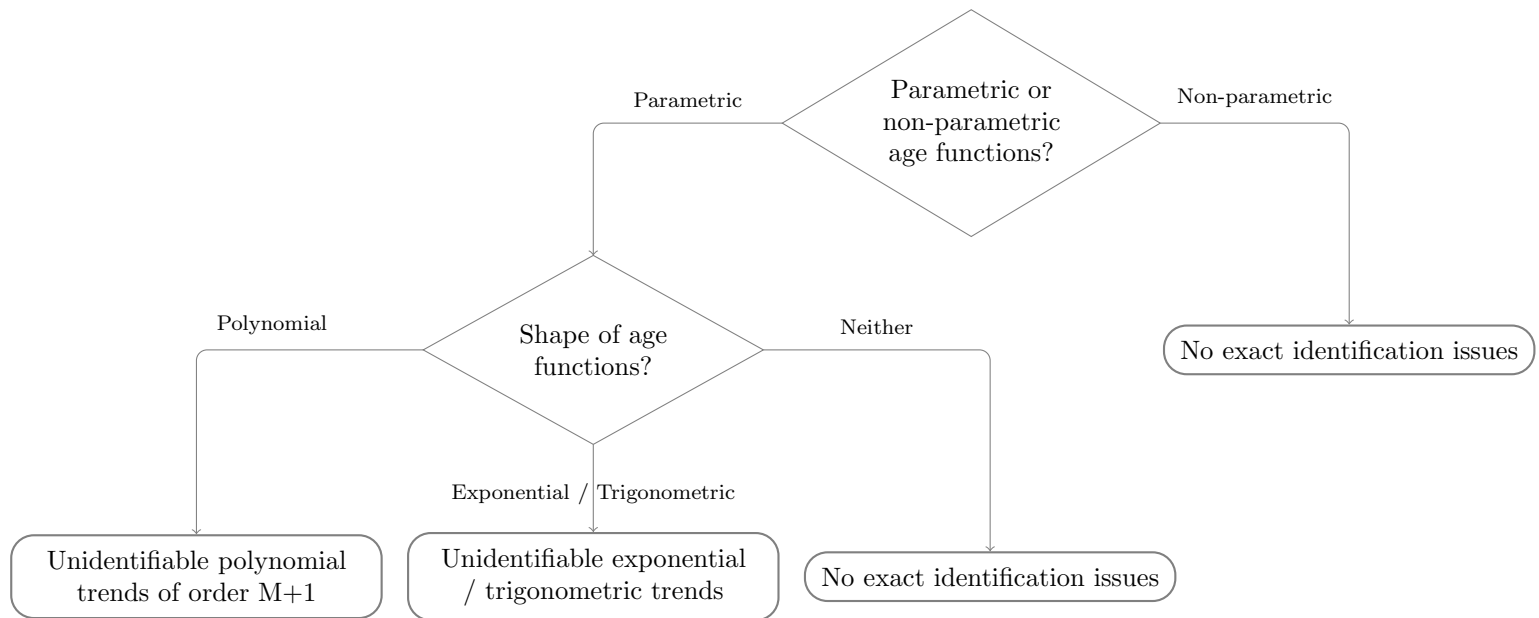 Parametric or
non-parametric
age functions?
Parametric
Non-parametric
Shape of age
functions?
Polynomial
Neither
No exact identification issues
Exponential / Trigonometric
Unidentifiable polynomial
trends of order M+1
Unidentifiable exponential
/ trigonometric trends
No exact identification issues